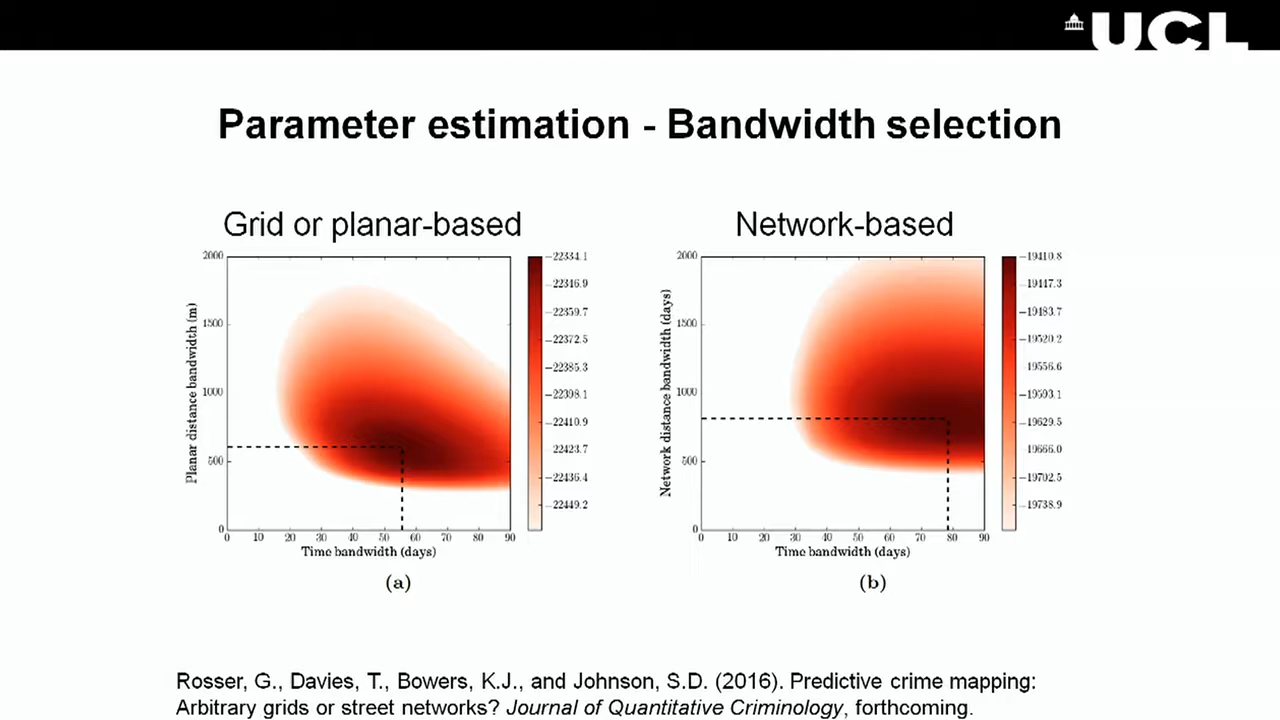 UCL
Parameter estimation - Bandwidth selection
Grid or planar-based
Network-based
2000
1500
1000
500
0
Planar distance bandwidth (m)
0 10 20 30 40 50 60 70 80 90
Time bandwidth (days)
(a)
−22334.1
−22316.9
−22359.7
−22372.5
−22385.3
−22398.1
−22410.9
−22423.7
−22436.4
−22449.2
2000
1500
1000
500
0
Network distance bandwidth (days)
0 10 20 30 40 50 60 70 80 90
Time bandwidth (days)
(b)
−19410.8
−19117.3
−19183.7
−19520.2
−19556.6
−19593.1
−19629.5
−19666.0
−19702.5
−19738.9
Rosser, G., Davies, T., Bowers, K.J., and Johnson, S.D. (2016). Predictive crime mapping:
Arbitrary grids or street networks? Journal of Quantitative Criminology, forthcoming.